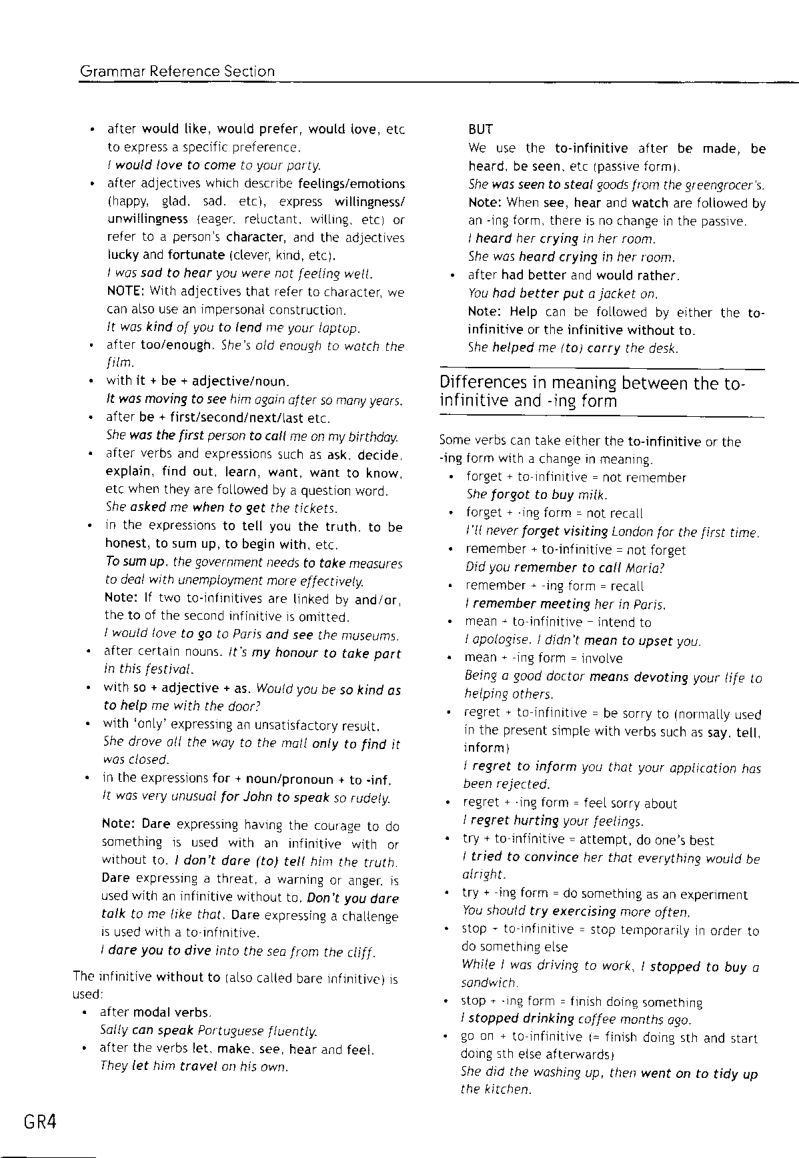 Grammar Reference Section
• after would like, would prefer, would love, etc
to express a specific preference.
I would love to come to your party.
• after adjectives which describe feelings/emotions
(happy, glad, sad, etc), express willingness/
unwillingness (eager, reluctant, willing, etc) or
refer to a person's character, and the adjectives
lucky and fortunate (clever, kind, etc).
I was sad to hear you were not feeling well.
NOTE: With adjectives that refer to character, we
can also use an impersonal construction.
It was kind of you to lend me your laptop.
• after too/enough. She's old enough to watch the
film.
• with it + be + adjective/noun.
It was moving to see him again after so many years.
• after be + first/second/next/last etc.
She was the first person to call me on my birthday.
• after verbs and expressions such as ask, decide,
explain, find out, learn, want, want to know,
etc when they are followed by a question word.
She asked me when to get the tickets.
• in the expressions to tell you the truth, to be
honest, to sum up, to begin with, etc.
To sum up, the government needs to take measures
to deal with unemployment more effectively.
Note: If two to-infinitives are linked by and/or,
the to of the second infinitive is omitted.
I would love to go to Paris and see the museums.
• after certain nouns. It's my honour to take part
in this festival.
• with so + adjective + as. Would you be so kind as
to help me with the door?
• with 'only' expressing an unsatisfactory result.
She drove all the way to the mall only to find it
was closed.
• in the expressions for + noun/pronoun + to -inf.
It was very unusual for John to speak so rudely.
Note: Dare expressing having the courage to do
something is used with an infinitive with or
without to. I don't dare (to) tell him the truth.
Dare expressing a threat, a warning or anger, is
used with an infinitive without to. Don't you dare
talk to me like that. Dare expressing a challenge
is used with a to-infinitive.
I dare you to dive into the sea from the cliff.
The infinitive without to (also called bare infinitive) is
used:
• after modal verbs.
Sally can speak Portuguese fluently.
• after the verbs let, make, see, hear and feel.
They let him travel on his own.
BUT
We use the to-infinitive after be made, be
heard, be seen, etc (passive form).
She was seen to steal goods from the greengrocer's.
Note: When see, hear and watch are followed by
an -ing form, there is no change in the passive.
I heard her crying in her room.
She was heard crying in her room.
• after had better and would rather.
You had better put a jacket on.
Note: Help can be followed by either the to-
infinitive or the infinitive without to.
She helped me (to) carry the desk.
Differences in meaning between the to-
infinitive and -ing form
Some verbs can take either the to-infinitive or the
-ing form with a change in meaning.
• forget + to-infinitive = not remember
She forgot to buy milk.
• forget + -ing form = not recall
I'll never forget visiting London for the first time.
• remember + to-infinitive = not forget
Did you remember to call Maria?
• remember + -ing form = recall
I remember meeting her in Paris.
• mean + to-infinitive = intend to
I apologise. I didn't mean to upset you.
• mean + -ing form = involve
Being a good doctor means devoting your life to
helping others.
• regret + to-infinitive = be sorry to (normally used
in the present simple with verbs such as say, tell,
inform)
I regret to inform you that your application has
been rejected.
• regret + -ing form = feel sorry about
I regret hurting your feelings.
• try + to-infinitive = attempt, do one's best
I tried to convince her that everything would be
alright.
• try + -ing form = do something as an experiment
You should try exercising more often.
• stop + to-infinitive = stop temporarily in order to
do something else
While I was driving to work, I stopped to buy a
sandwich.
• stop + -ing form = finish doing something
I stopped drinking coffee months ago.
• go on + to-infinitive (= finish doing sth and start
doing sth else afterwards)
She did the washing up, then went on to tidy up
the kitchen.
GR4